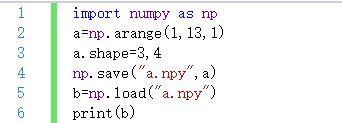 1 import numpy as np
2 a=np.arange(1,13,1)
3 a.shape=3,4
4 np.save("a.npy",a)
5 b=np.load("a.npy")
6 print(b)